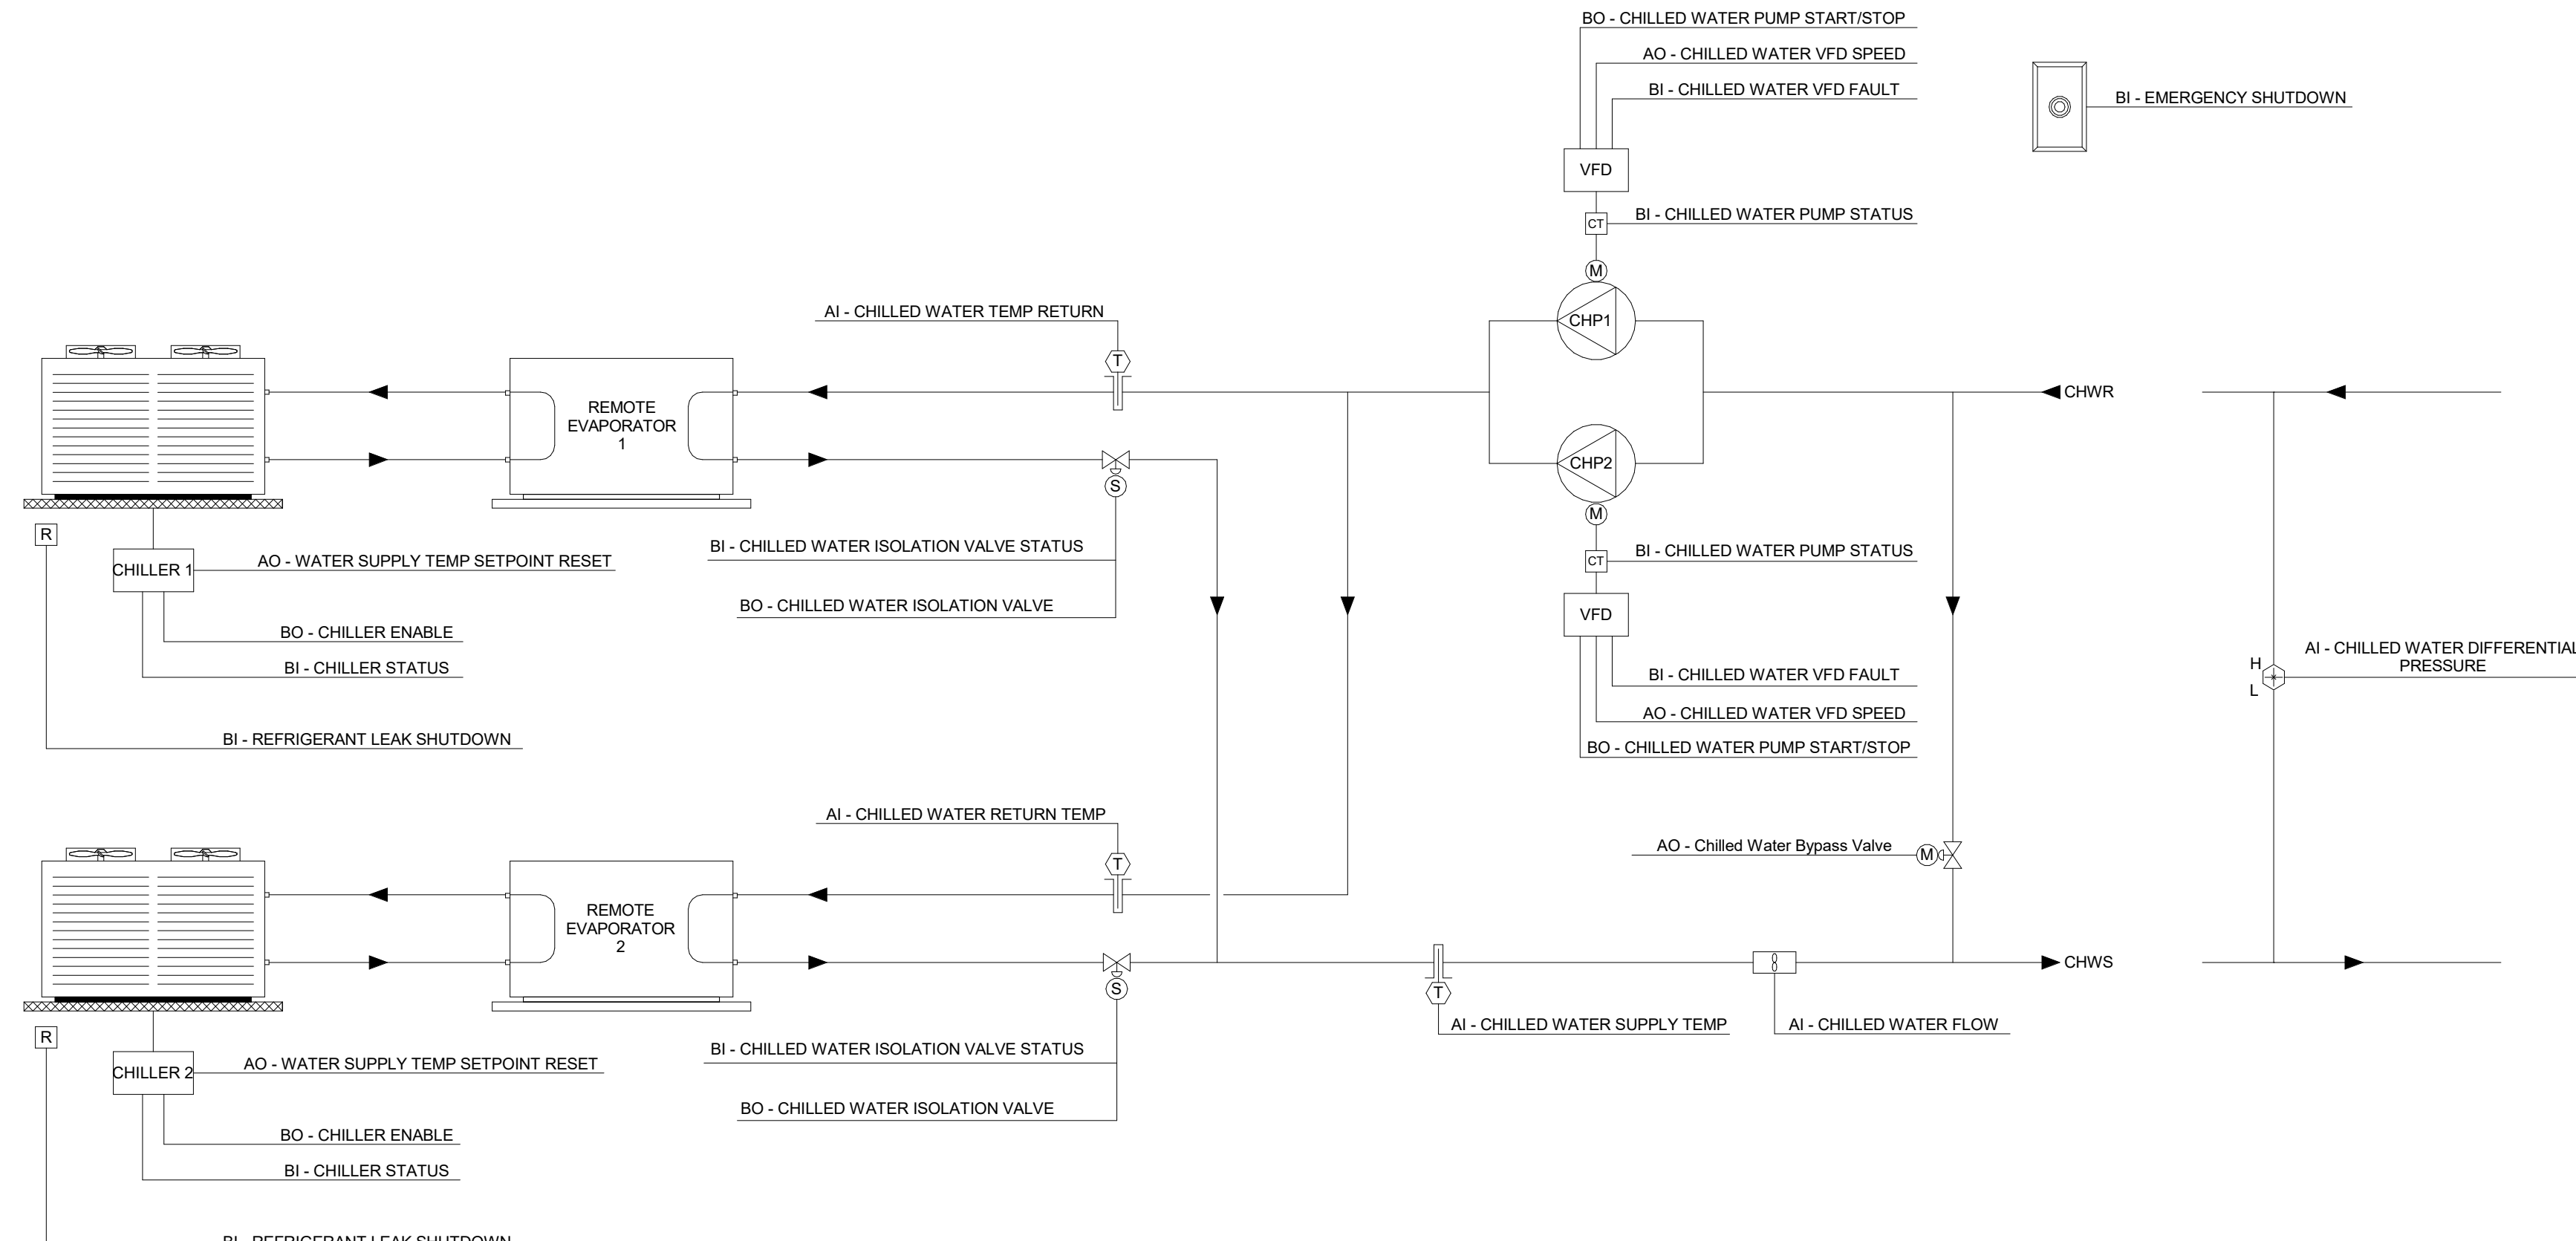 BO - CHILLED WATER PUMP START/STOP
AO - CHILLED WATER VFD SPEED
BI - CHILLED WATER VFD FAULT
BI - EMERGENCY SHUTDOWN
VFD
CT
BI - CHILLED WATER PUMP STATUS
M
AI - CHILLED WATER TEMP RETURN
CHP1
T
CHWR
REMOTE
EVAPORATOR
1
CHP2
S
M
R
BI - CHILLED WATER ISOLATION VALVE STATUS
BI - CHILLED WATER PUMP STATUS
CT
CHILLER 1
AO - WATER SUPPLY TEMP SETPOINT RESET
BO - CHILLED WATER ISOLATION VALVE
VFD
BO - CHILLER ENABLE
BI - CHILLER STATUS
BI - CHILLED WATER VFD FAULT
H
L
AI - CHILLED WATER DIFFERENTIAL
PRESSURE
AO - CHILLED WATER VFD SPEED
BI - REFRIGERANT LEAK SHUTDOWN
BO - CHILLED WATER PUMP START/STOP
AI - CHILLED WATER RETURN TEMP
T
AO - Chilled Water Bypass Valve
M
REMOTE
EVAPORATOR
2
CHWS
S
T
R
AI - CHILLED WATER SUPPLY TEMP
AI - CHILLED WATER FLOW
BI - CHILLED WATER ISOLATION VALVE STATUS
CHILLER 2
AO - WATER SUPPLY TEMP SETPOINT RESET
BO - CHILLED WATER ISOLATION VALVE
BO - CHILLER ENABLE
BI - CHILLER STATUS
BI - REFRIGERANT LEAK SHUTDOWN